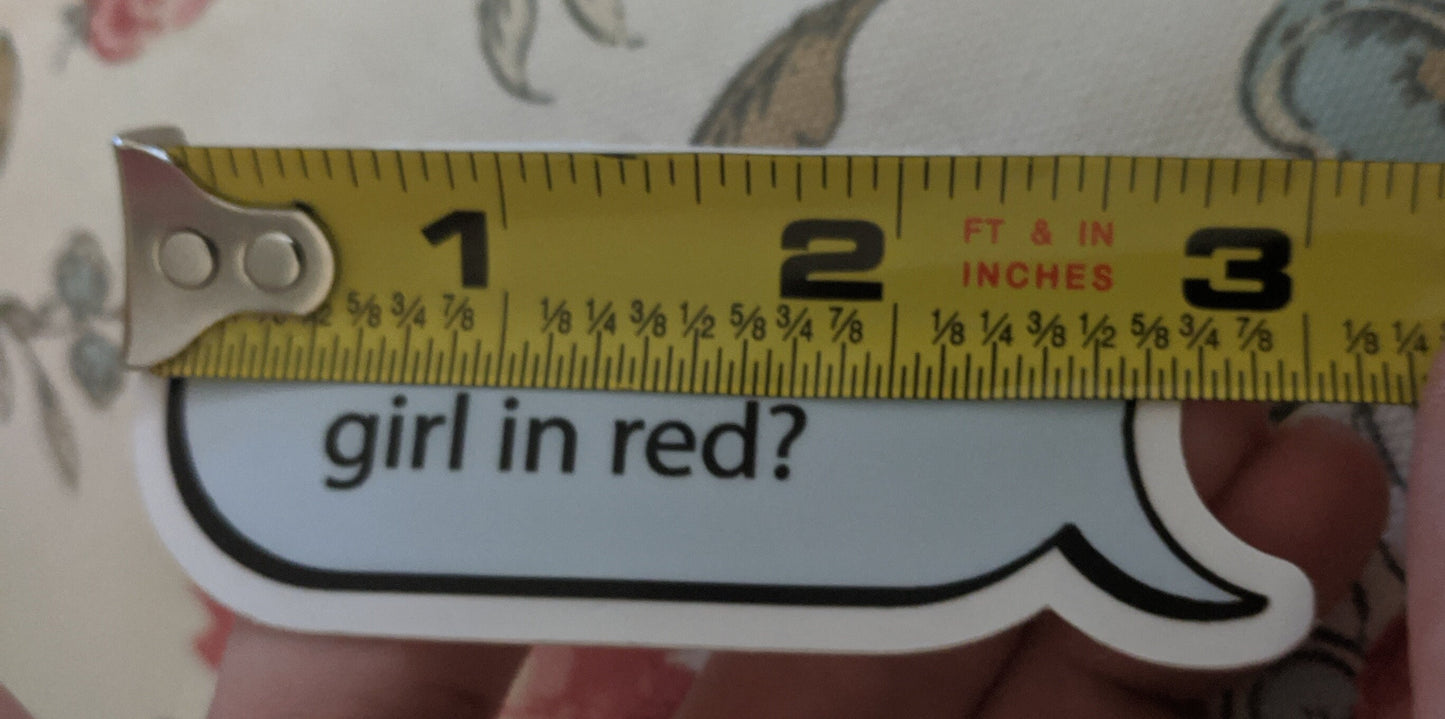 1 2 FT & IN 3
INCHES
5/8 3/4 7/8 1/8 1/4 3/8 1/2 5/8 3/4 7/8 1/8 1/4 3/8 1/2 5/8 3/4 7/8 1/8 1/4
girl in red?